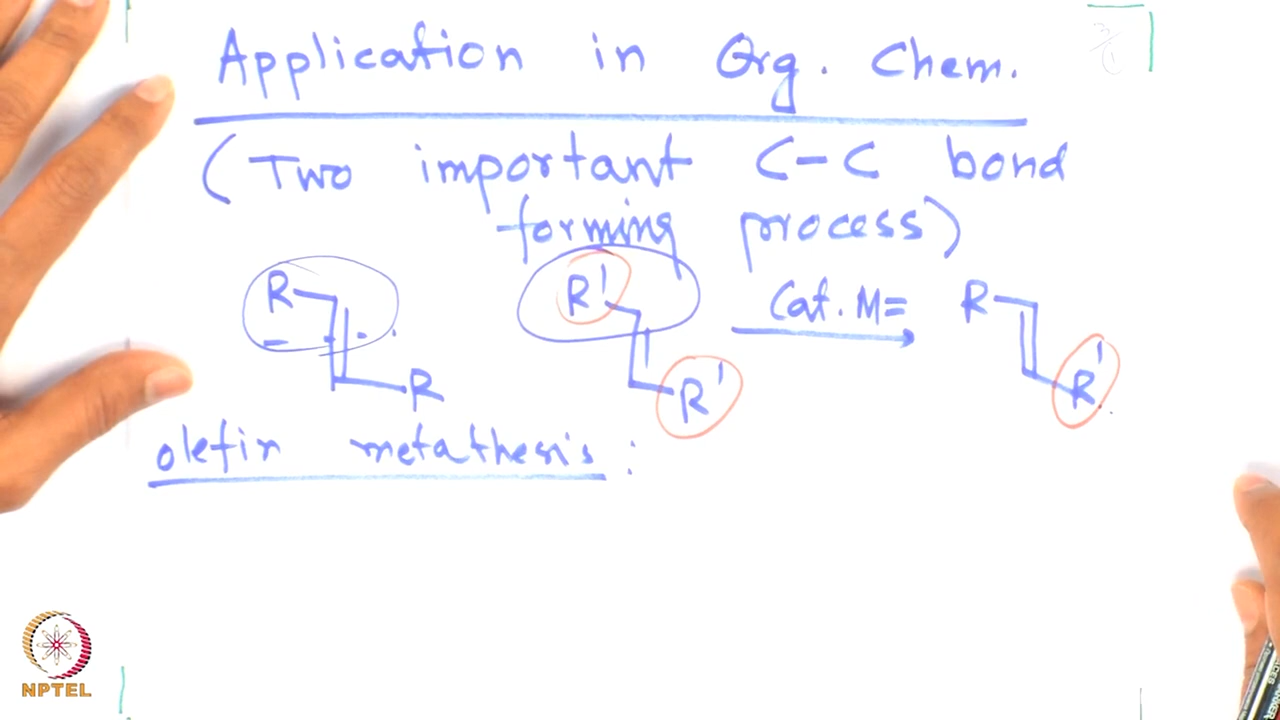 Application in Org. Chem.
(Two important C-C bond
forming process)
R R' Cat. M= R
R R' R'
olefin metathesis :
NPTEL